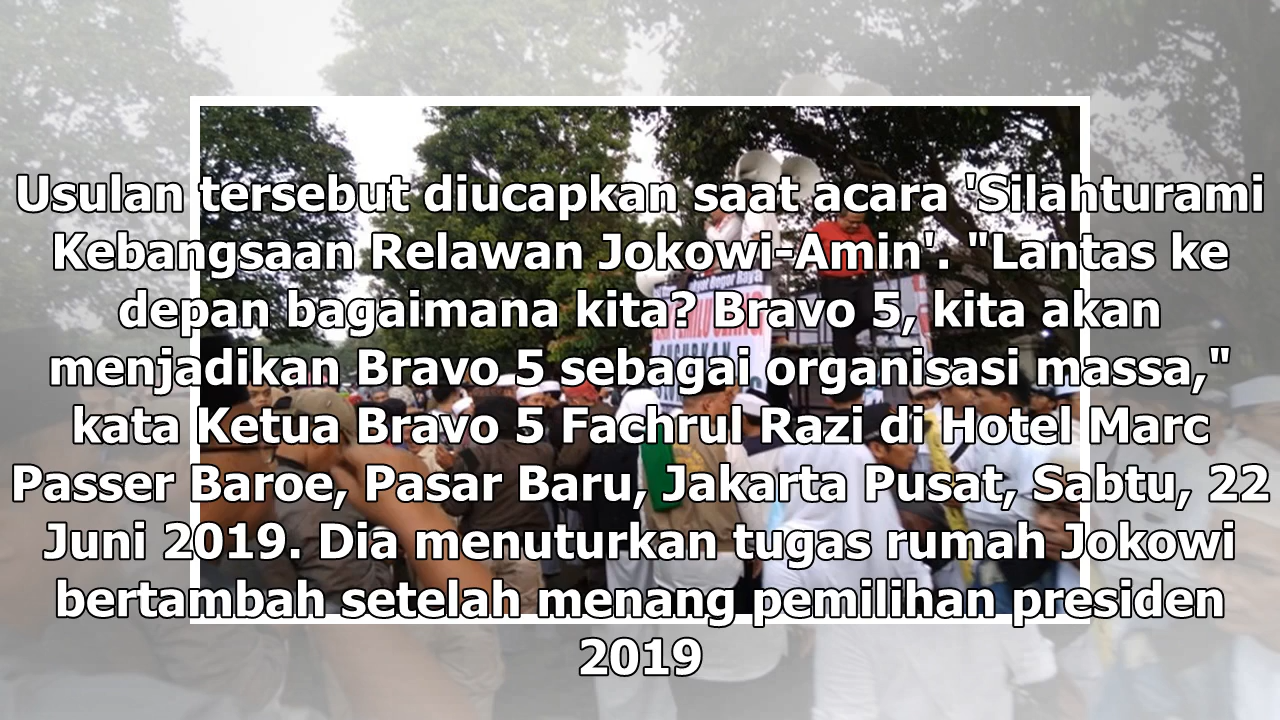 Usulan tersebut diucapkan saat acara 'Silahturami
Kebangsaan Relawan Jokowi-Amin'. "Lantas ke
depan bagaimana kita? Bravo 5, kita akan
menjadikan Bravo 5 sebagai organisasi massa,"
kata Ketua Bravo 5 Fachrul Razi di Hotel Marc
Passer Baroe, Pasar Baru, Jakarta Pusat, Sabtu, 22
Juni 2019. Dia menuturkan tugas rumah Jokowi
bertambah setelah menang pemilihan presiden
2019
Bogor Raya